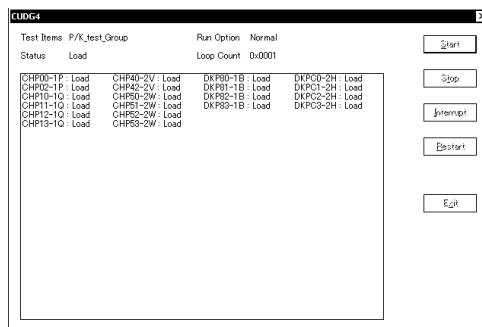 CUDG4
Test Items P/K_test_Group Run Option Normal
Status Load Loop Count 0x0001
CHP00-1P : Load CHP40-2V : Load DKP80-1B : Load DKPC0-2H : Load
CHP02-1P : Load CHP42-2V : Load DKP81-1B : Load DKPC1-2H : Load
CHP10-1Q : Load CHP50-2W : Load DKP82-1B : Load DKPC2-2H : Load
CHP11-1Q : Load CHP51-2W : Load DKP83-1B : Load DKPC3-2H : Load
CHP12-1Q : Load CHP52-2W : Load
CHP13-1Q : Load CHP53-2W : Load
Start
Stop
Interrupt
Restart
Exit